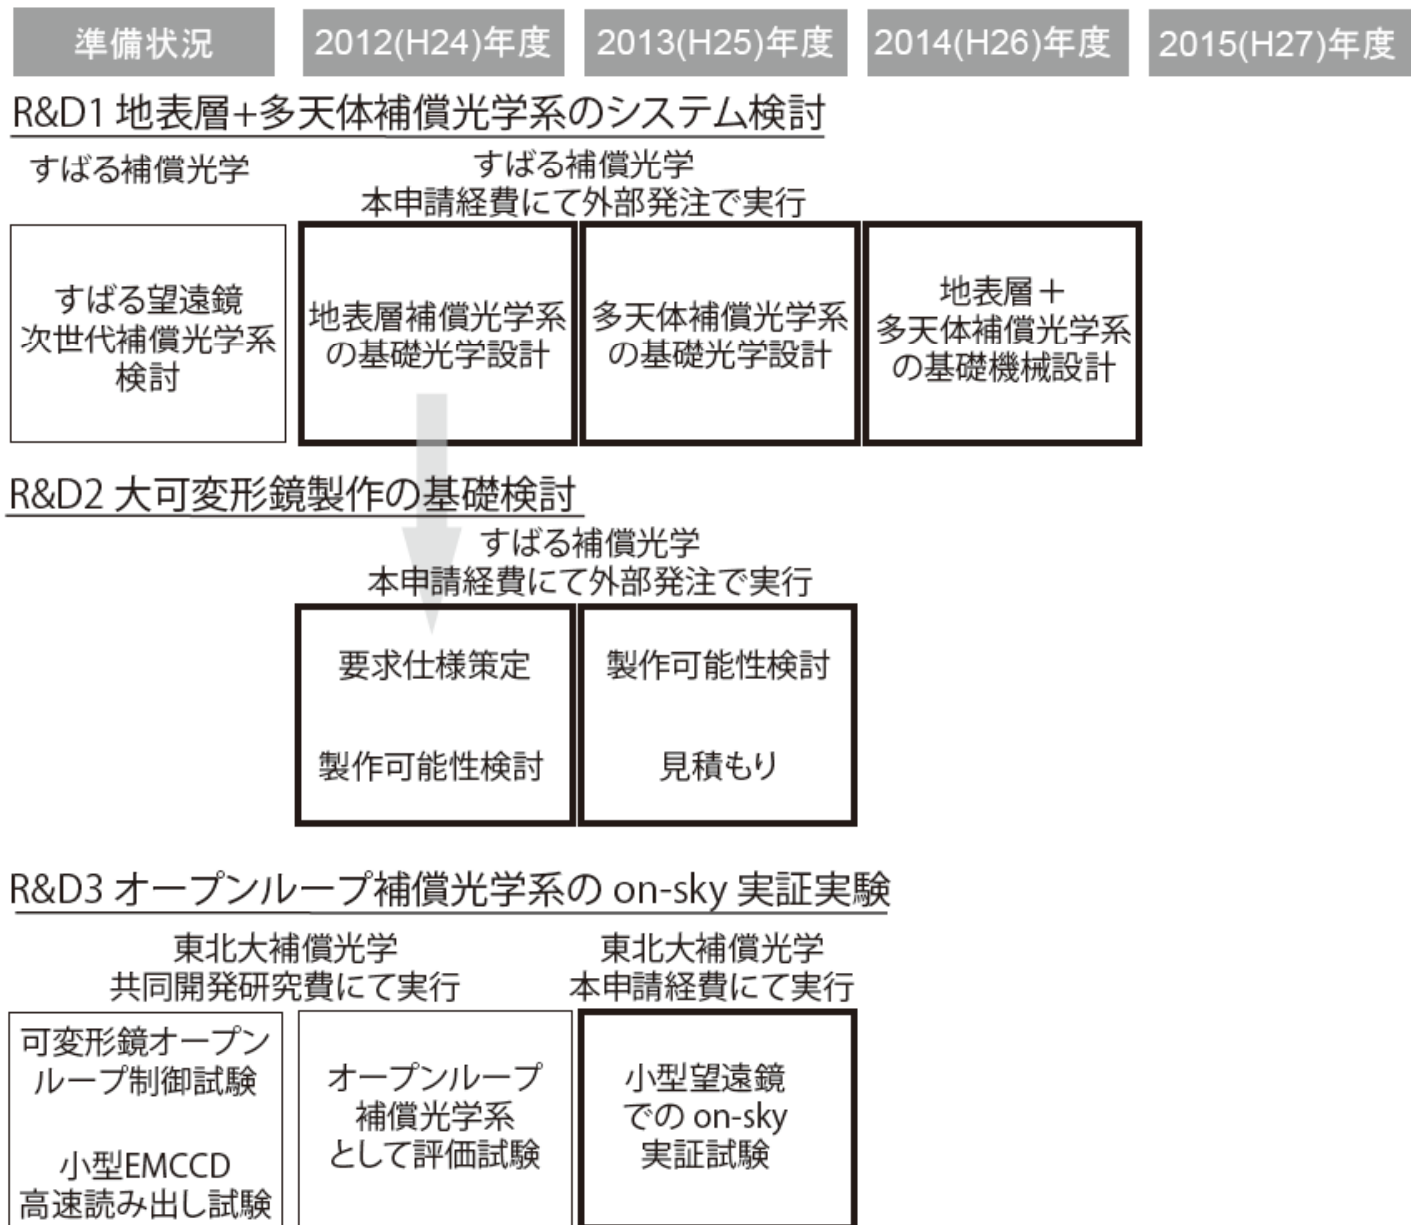 準備状況 2012(H24)年度 2013(H25)年度 2014(H26)年度 2015(H27)年度
R&D1 地表層+多天体補償光学系のシステム検討
すばる補償光学
すばる補償光学
本申請経費にて外部発注で実行
すばる望遠鏡
次世代補償光学系
検討
地表層補償光学系
の基礎光学設計
多天体補償光学系
の基礎光学設計
地表層＋
多天体補償光学系
の基礎機械設計
R&D2 大可変形鏡製作の基礎検討
すばる補償光学
本申請経費にて外部発注で実行
要求仕様策定
製作可能性検討
製作可能性検討
見積もり
R&D3 オープンループ補償光学系の on-sky 実証実験
東北大補償光学
共同開発研究費にて実行
東北大補償光学
本申請経費にて実行
可変形鏡オープン
ループ制御試験
小型EMCCD
高速読み出し試験
オープンループ
補償光学系
として評価試験
小型望遠鏡
での on-sky
実証試験